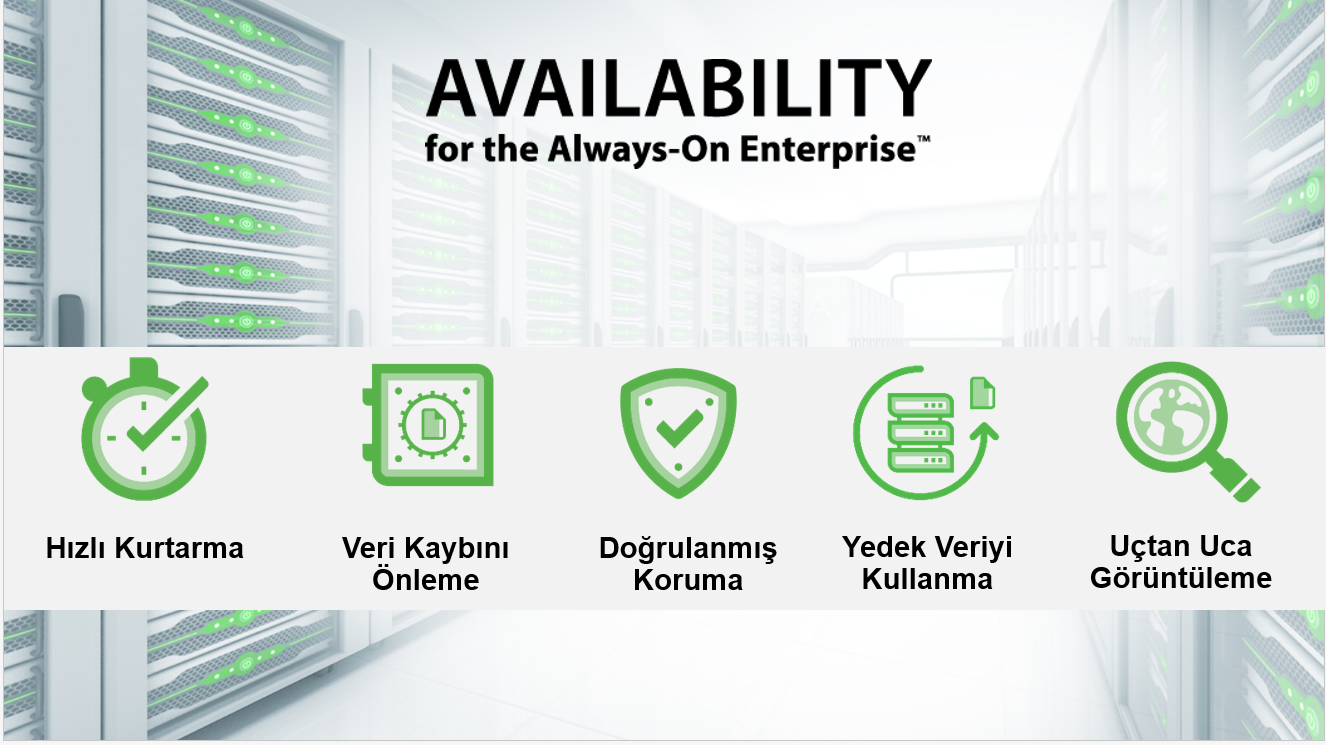 AVAILABILITY
for the Always-On Enterprise™
Hızlı Kurtarma
Veri Kaybını
Önleme
Doğrulanmış
Koruma
Yedek Veriyi
Kullanma
Uçtan Uca
Görüntüleme